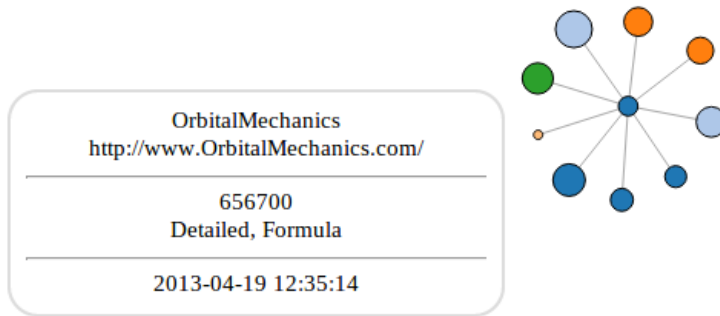 OrbitalMechanics
http://www.OrbitalMechanics.com/
656700
Detailed, Formula
2013-04-19 12:35:14